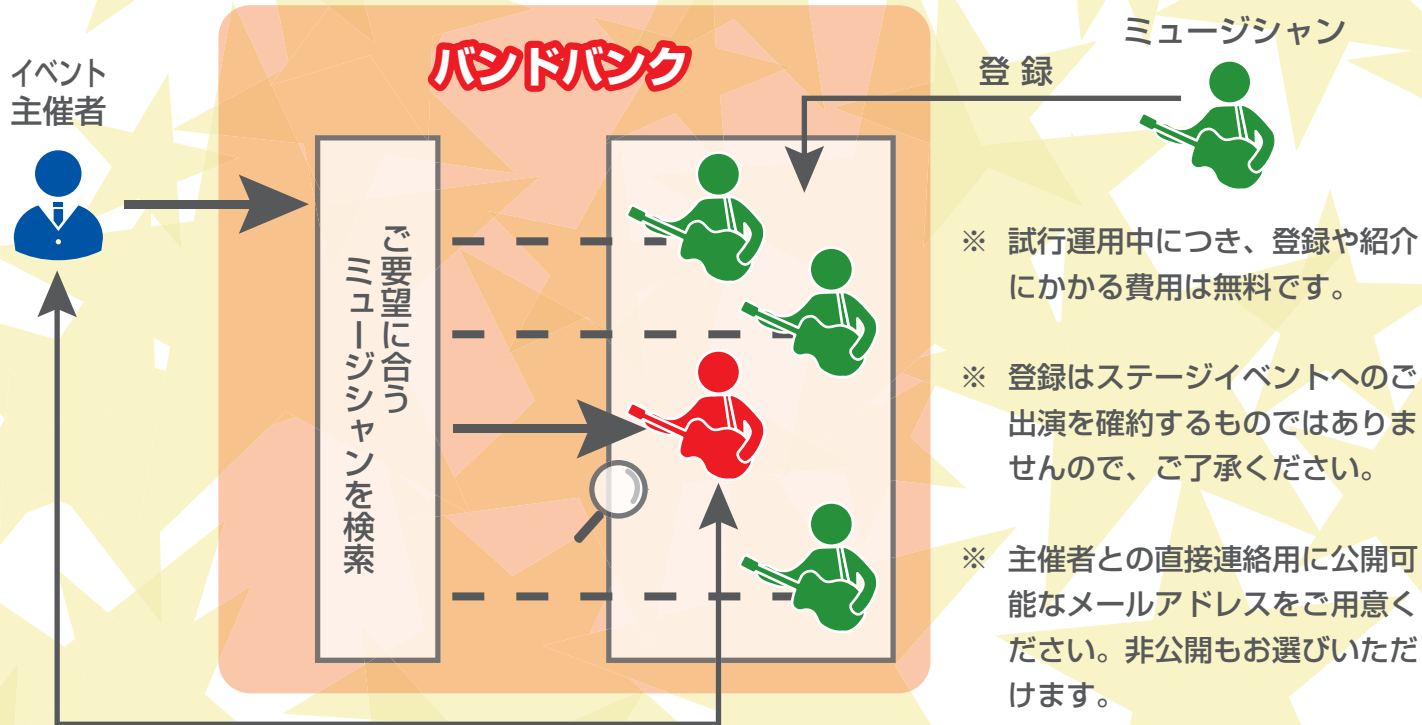 バンドバンク
イベント
主催者
ご要望に合う
ミュージシャンを検索
ミュージシャン
登 録
※ 試行運用中につき、登録や紹介
にかかる費用は無料です。
※ 登録はステージイベントへのご
出演を確約するものではありま
せんので、ご了承ください。
※ 主催者との直接連絡用に公開可
能なメールアドレスをご用意く
ださい。非公開もお選びいただ
けます。